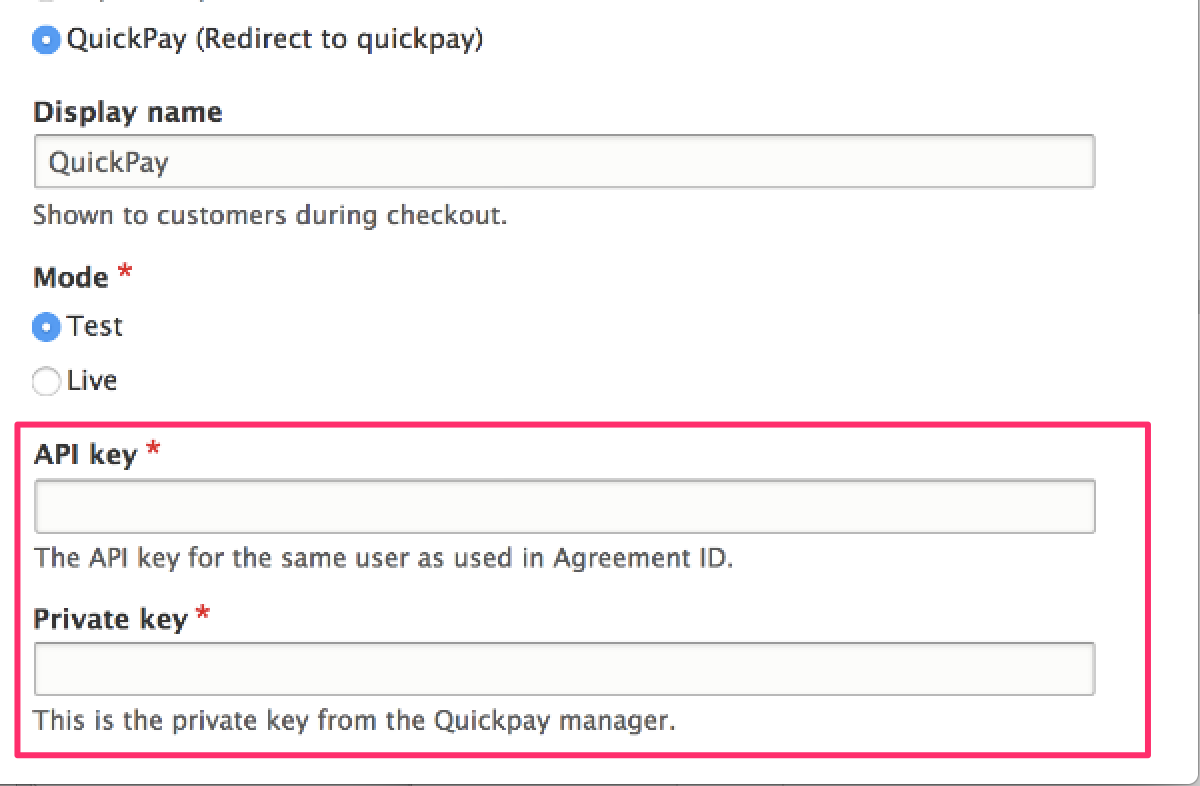 QuickPay (Redirect to quickpay)
Display name
QuickPay
Shown to customers during checkout.
Mode *
Test
Live
API key *
The API key for the same user as used in Agreement ID.
Private key *
This is the private key from the Quickpay manager.